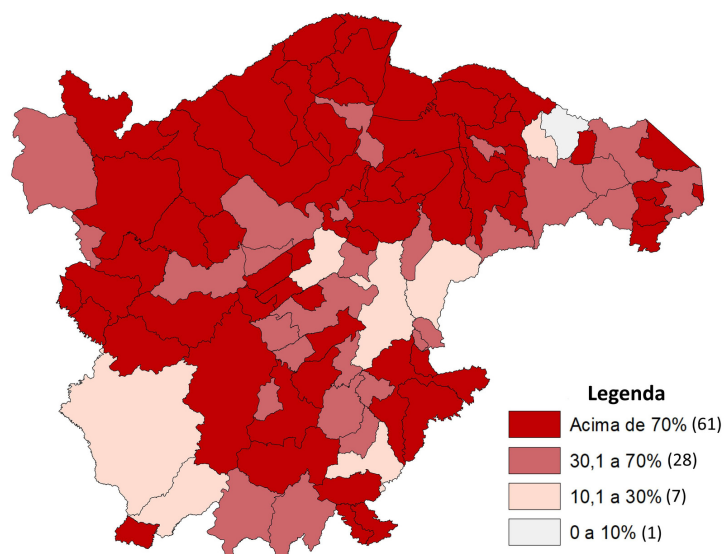 Legenda
Acima de 70% (61)
30,1 a 70% (28)
10,1 a 30% (7)
0 a 10% (1)